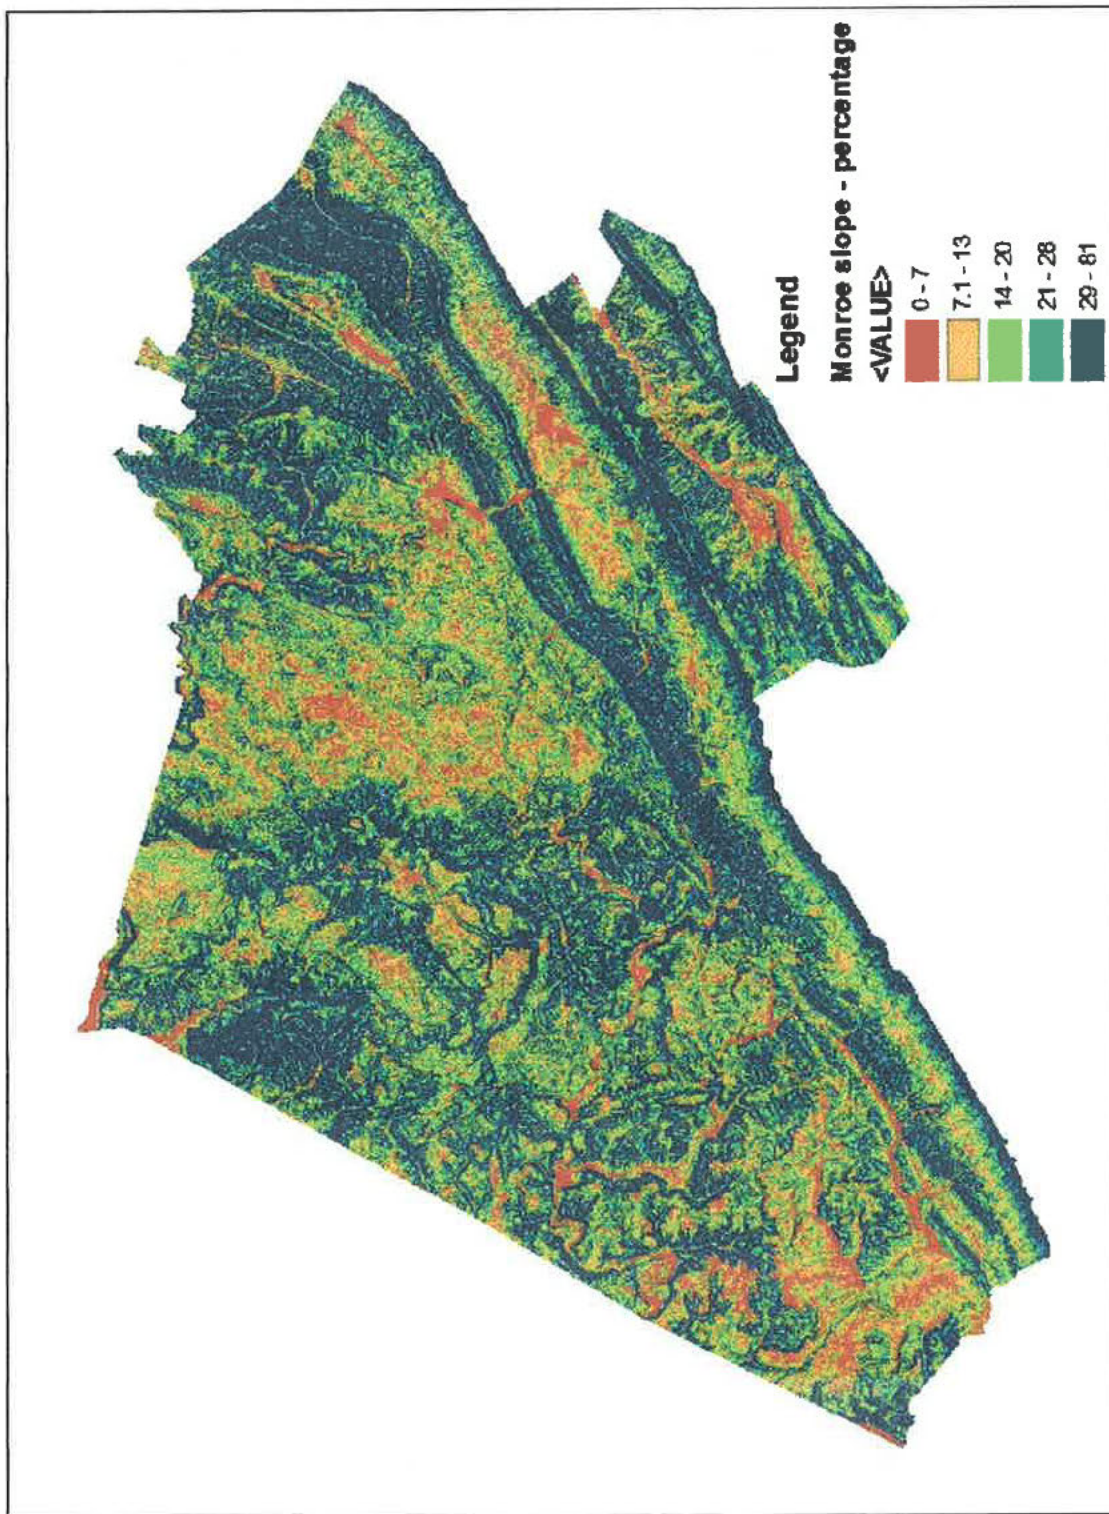 Legend
Monroe slope - percentage
<VALUE>
0 - 7
7.1 - 13
14 - 20
21 - 28
29 - 81